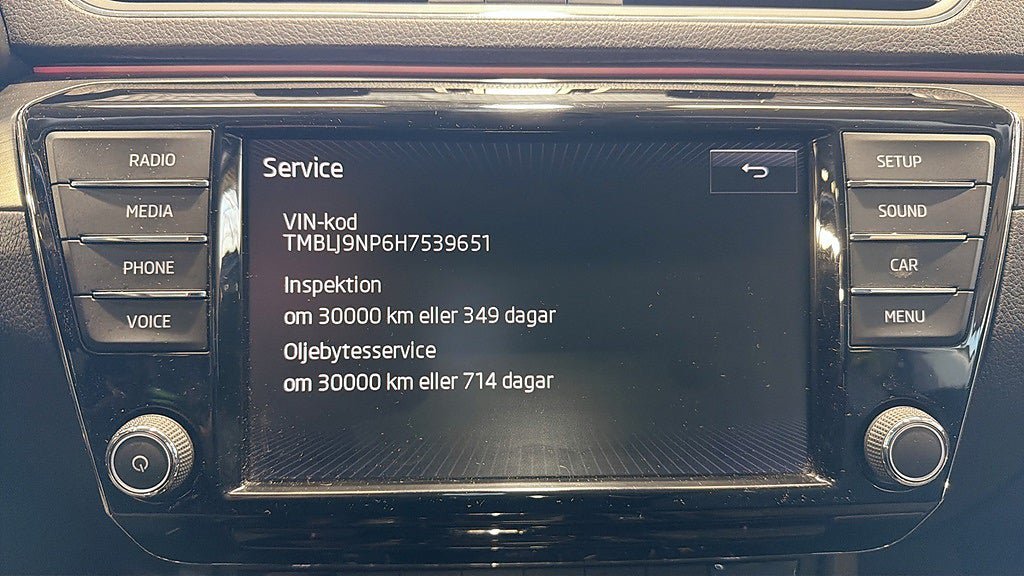 RADIO
MEDIA
PHONE
VOICE
Service
VIN-kod
TMBLJ9NP6H7539651
Inspektion
om 30000 km eller 349 dagar
Oljebytesservice
om 30000 km eller 714 dagar
SETUP
SOUND
CAR
MENU